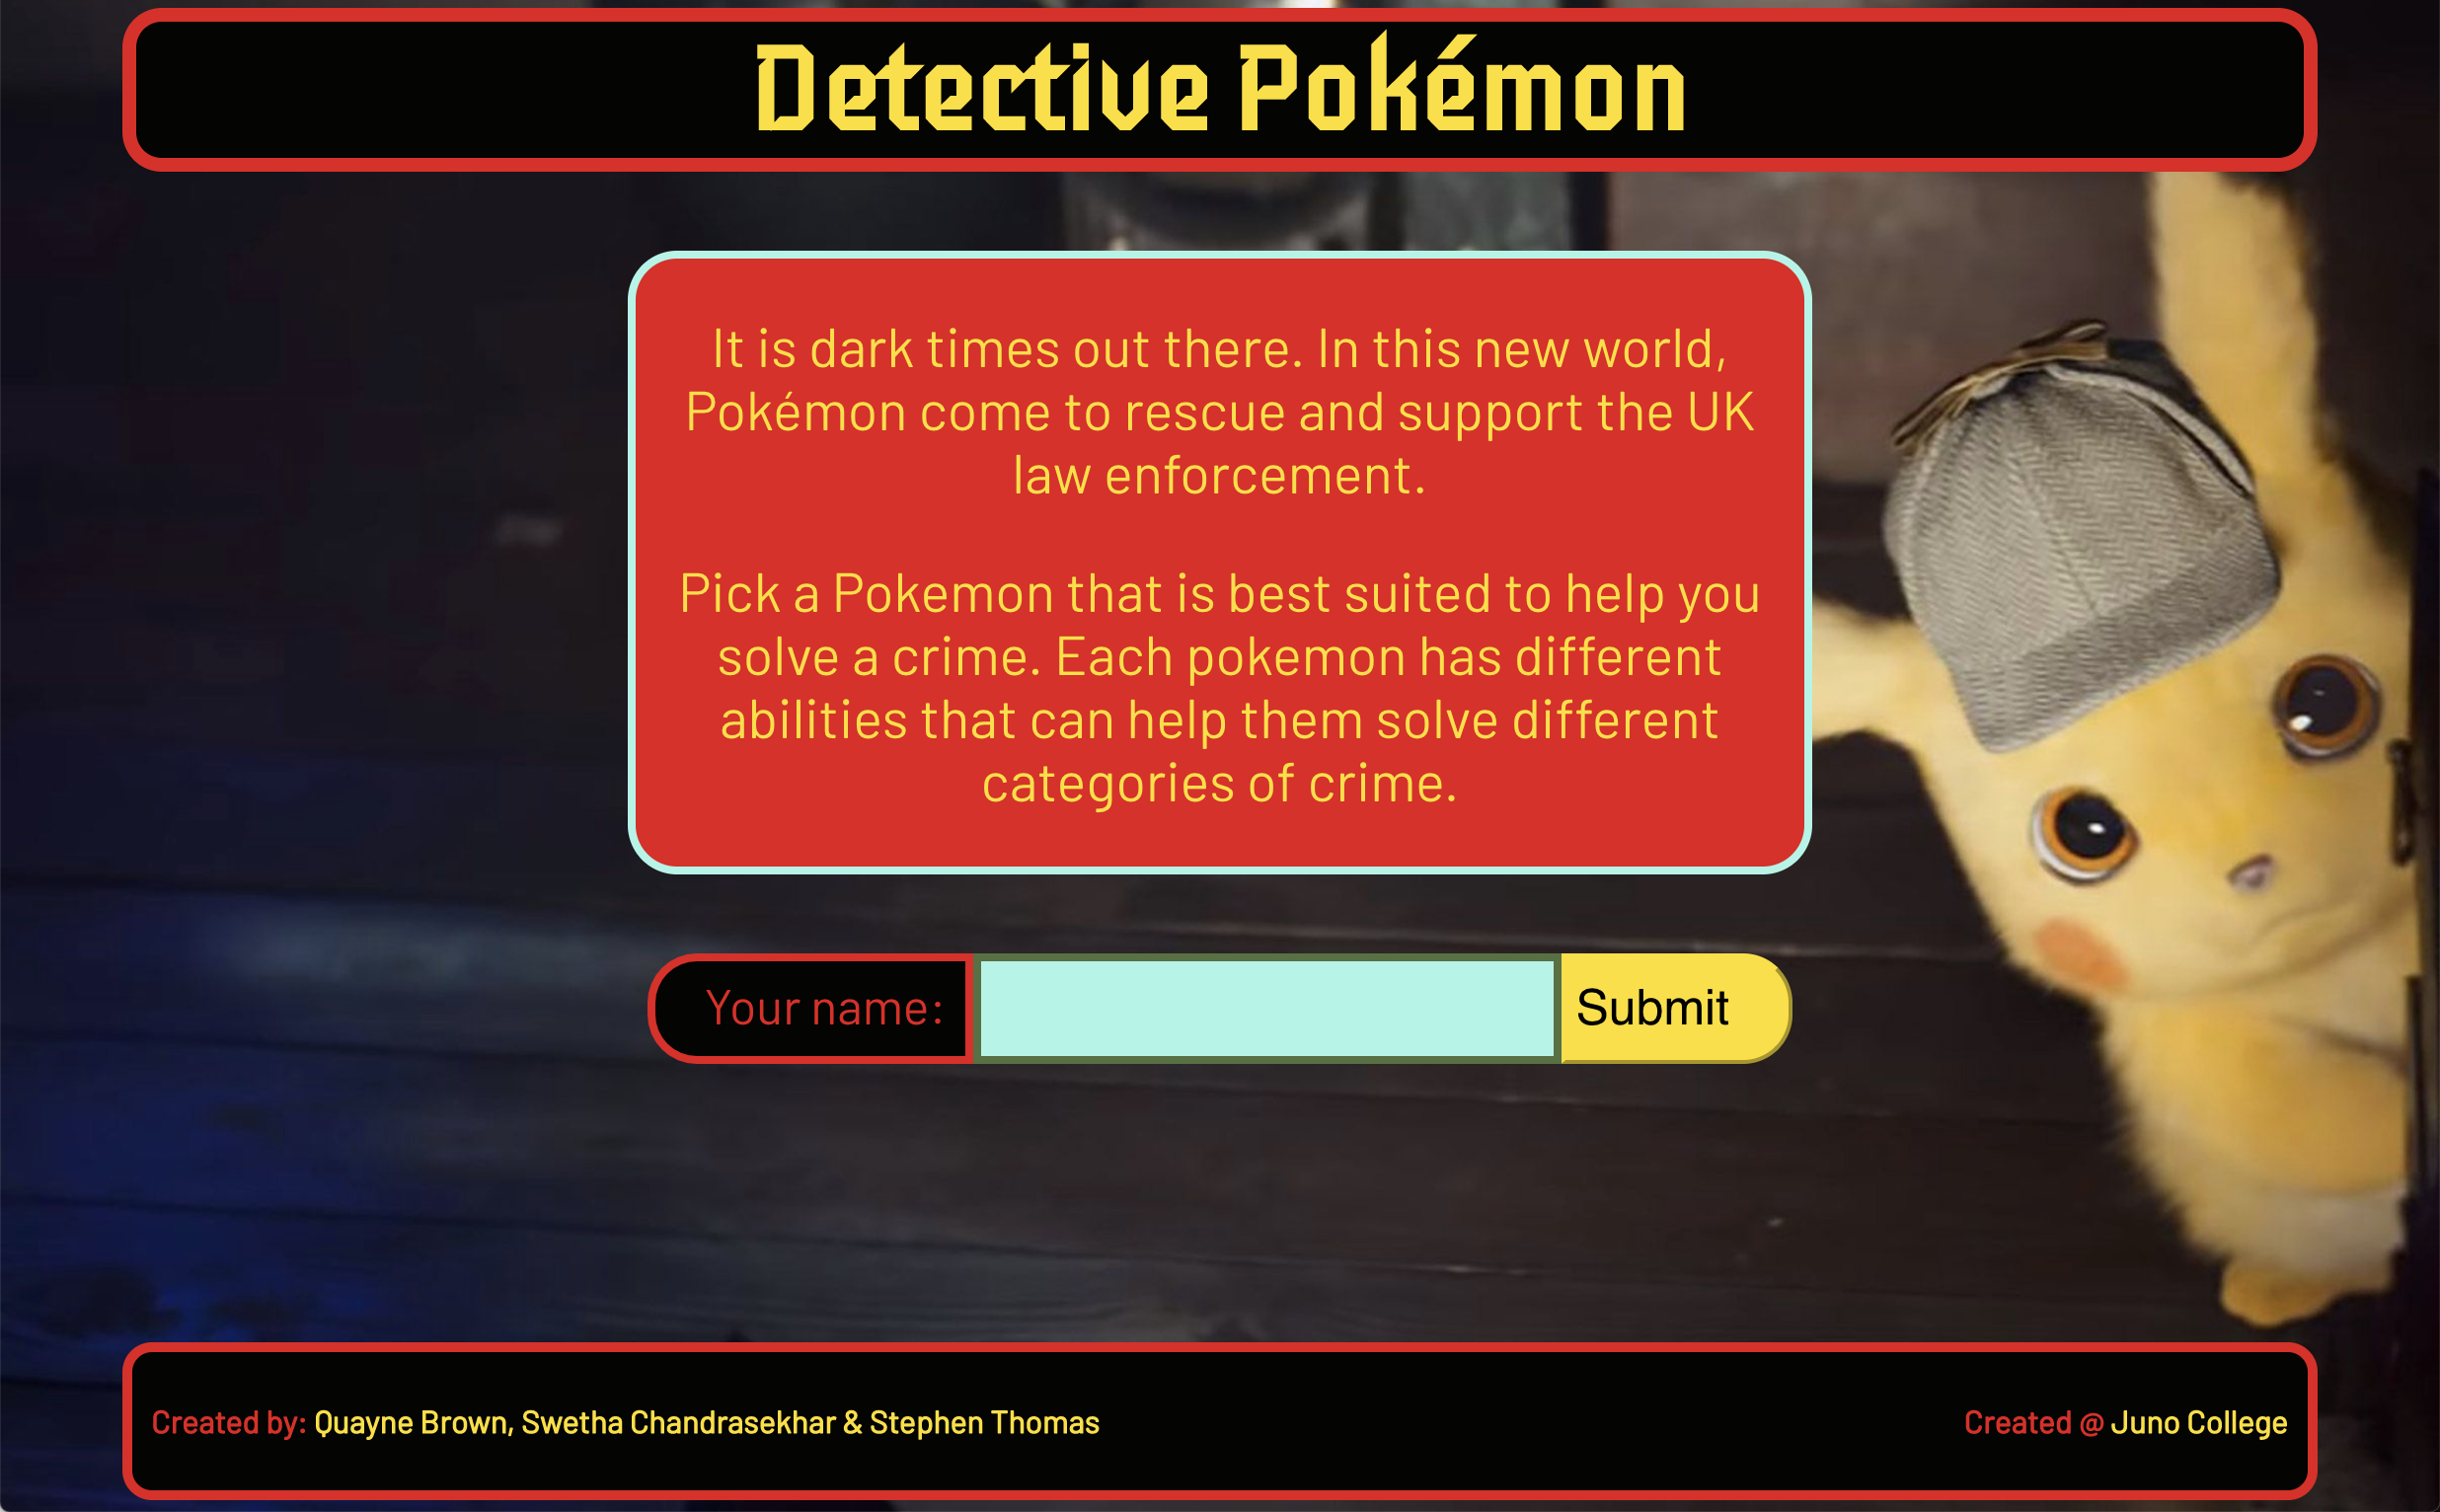 Detective Pokémon
It is dark times out there. In this new world,
Pokémon come to rescue and support the UK
law enforcement.
Pick a Pokemon that is best suited to help you
solve a crime. Each pokemon has different
abilities that can help them solve different
categories of crime.
Your name:
Submit
Created by: Quayne Brown, Swetha Chandrasekhar & Stephen Thomas
Created @ Juno College